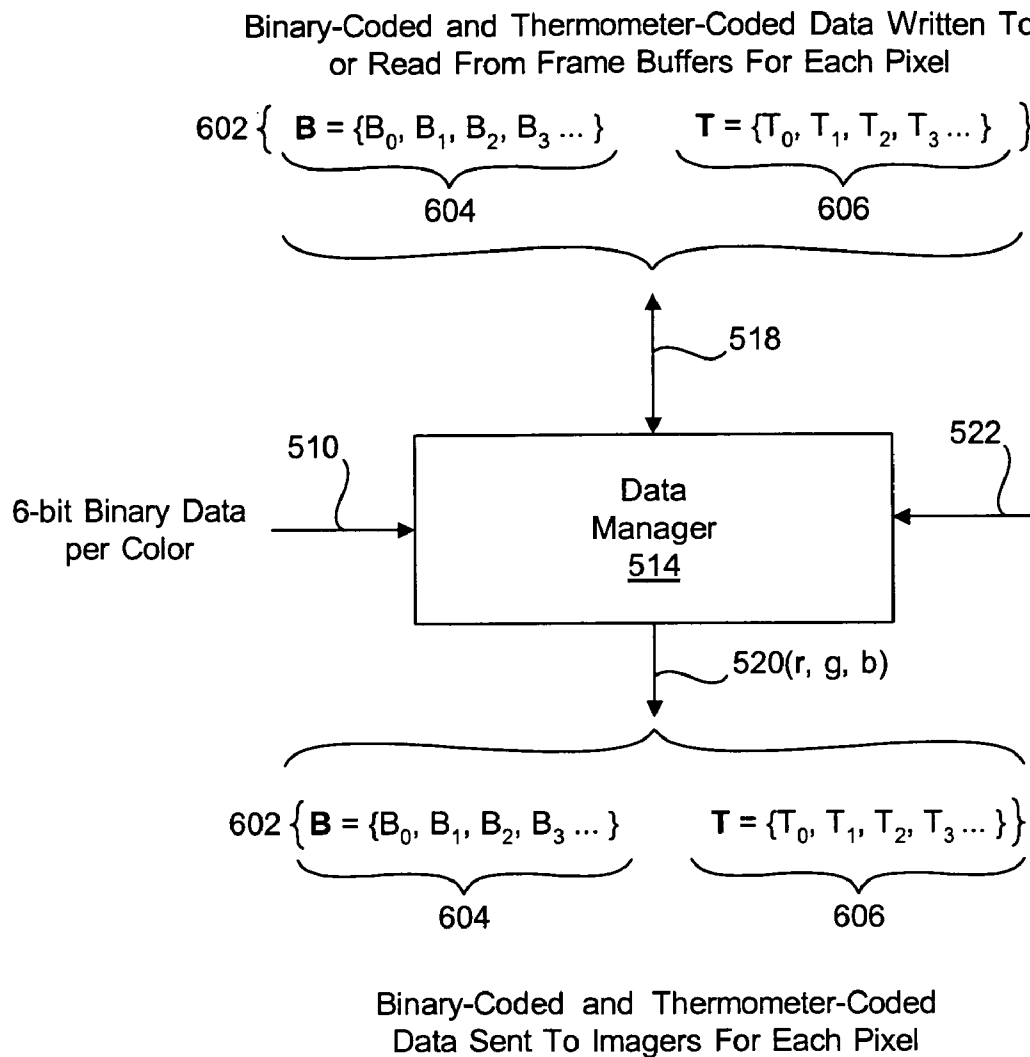 Binary-Coded and Thermometer-Coded Data Written To
or Read From Frame Buffers For Each Pixel
602 { B = {B₀, B₁, B₂, B₃ ... } T = {T₀, T₁, T₂, T₃ ... } }
604 606
518
510 522
6-bit Binary Data
per Color
Data
Manager
514
520(r, g, b)
602 { B = {B₀, B₁, B₂, B₃ ... } T = {T₀, T₁, T₂, T₃ ... } }
604 606
Binary-Coded and Thermometer-Coded
Data Sent To Imagers For Each Pixel